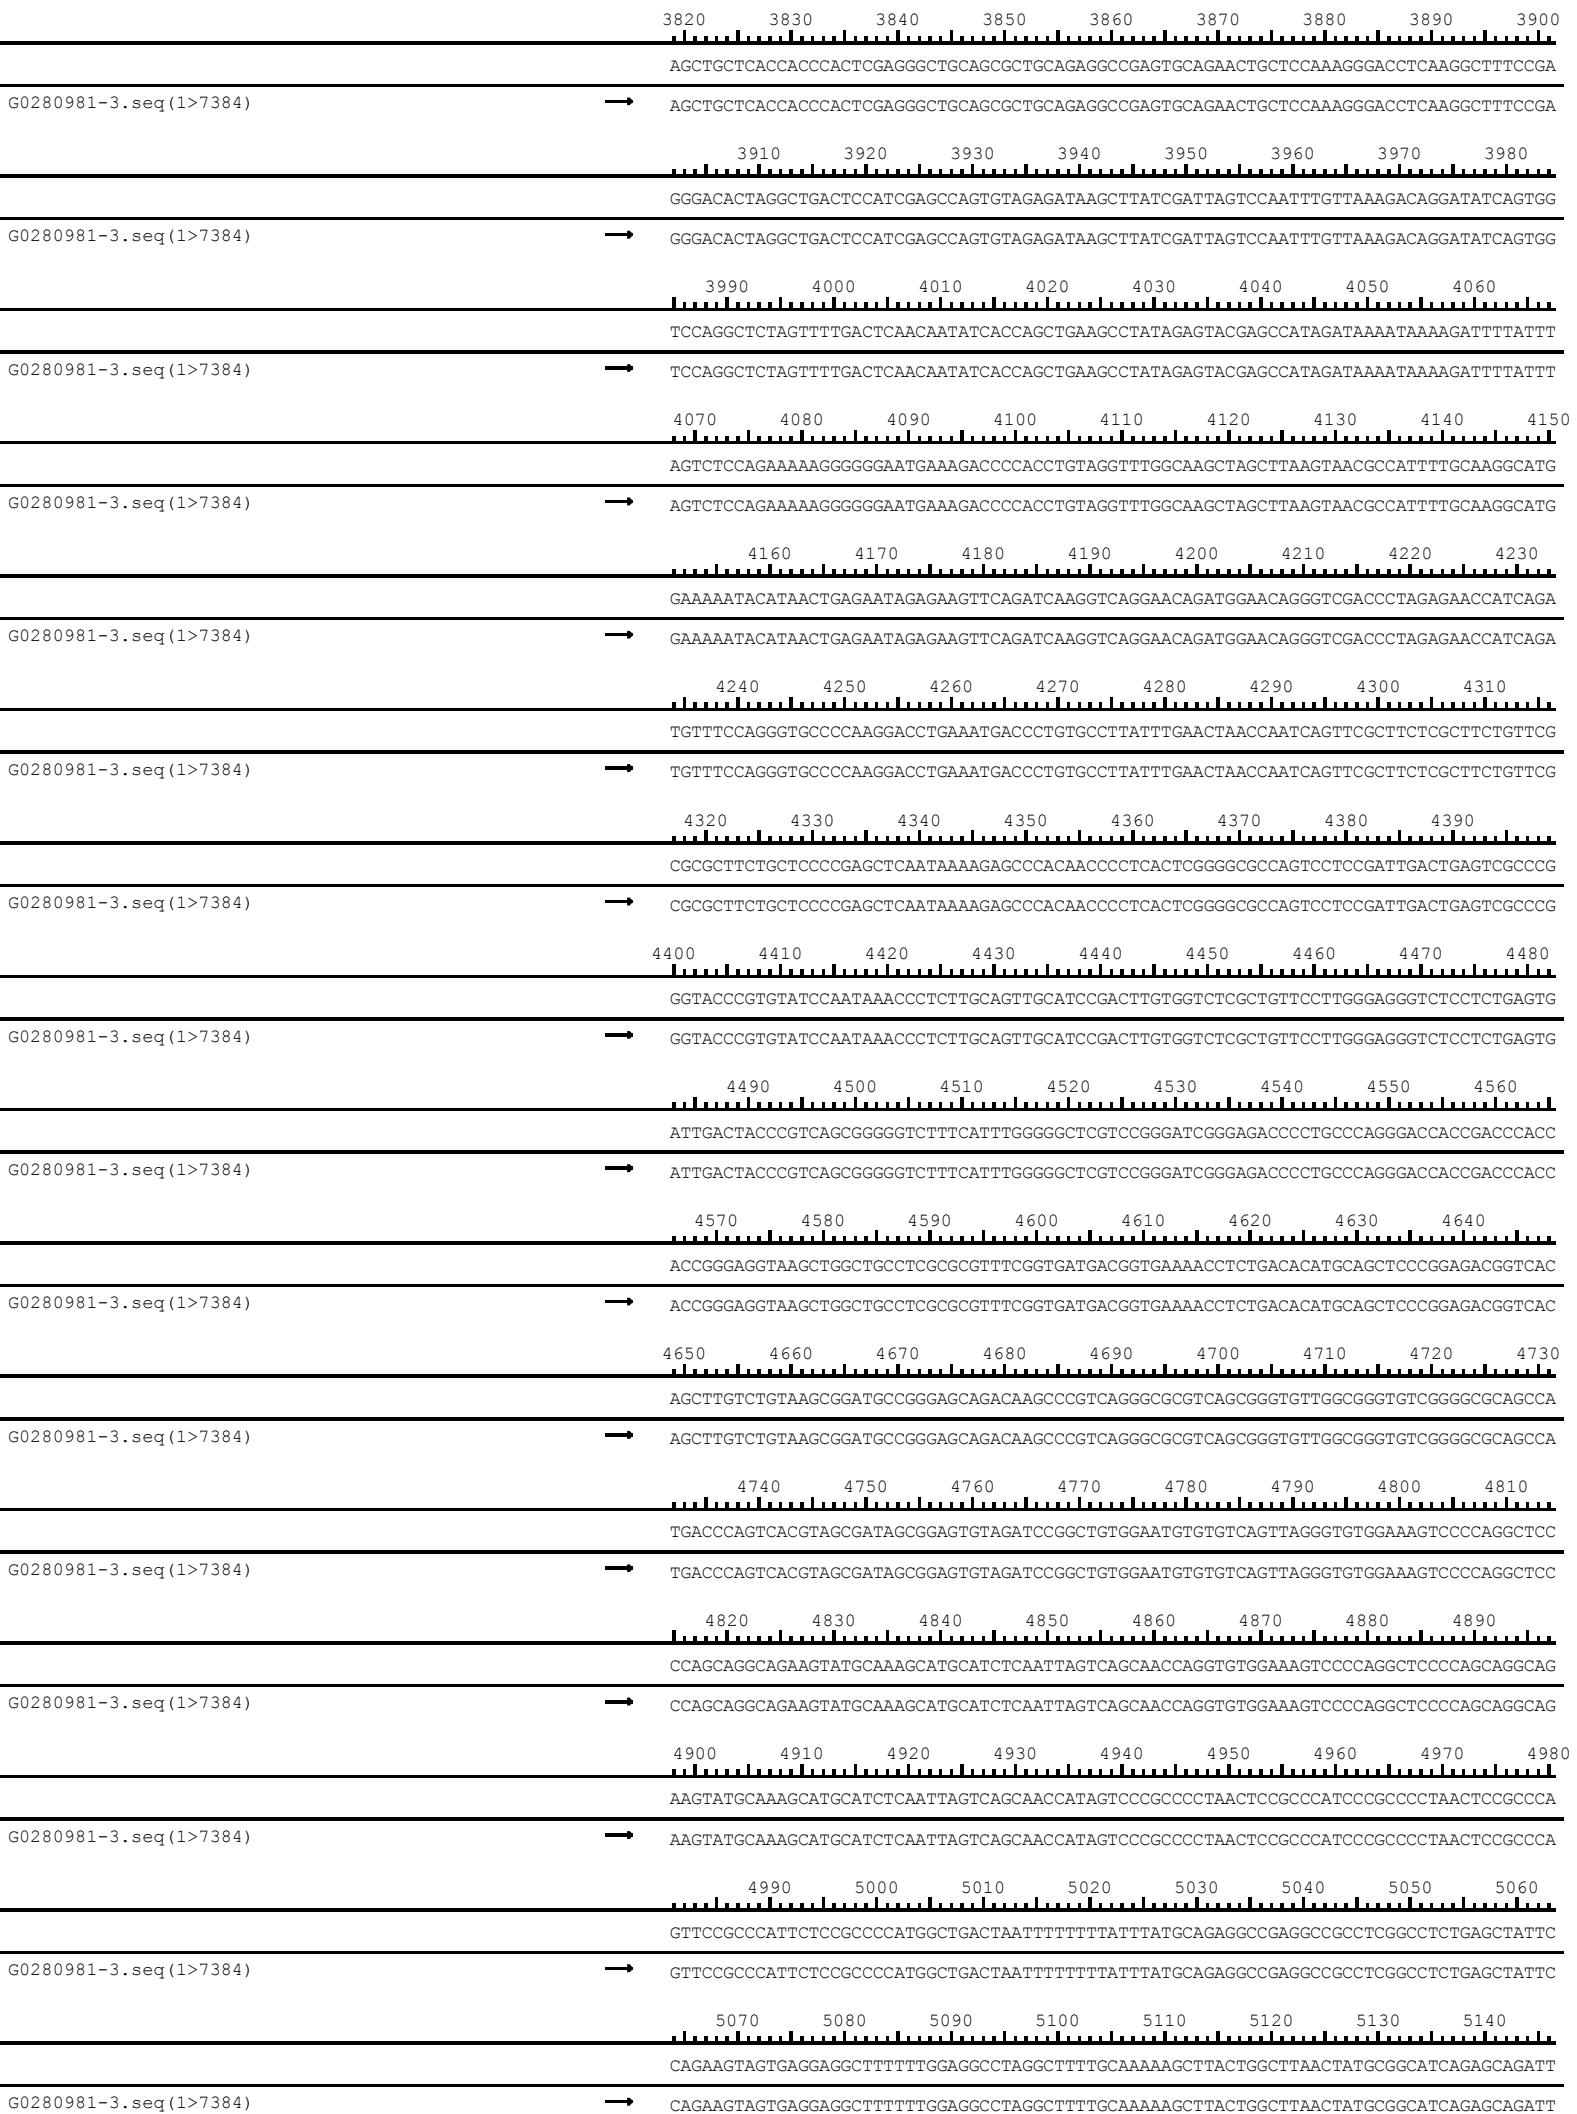 3820 3830 3840 3850 3860 3870 3880 3890 3900
AGCTGCTCACCACCCACTCGAGGGCTGCAGCGCTGCAGAGGCCGAGTGCAGAACTGCTCCAAAGGGACCTCAAGGCTTTCCGA
G0280981-3.seq(1>7384) → AGCTGCTCACCACCCACTCGAGGGCTGCAGCGCTGCAGAGGCCGAGTGCAGAACTGCTCCAAAGGGACCTCAAGGCTTTCCGA
3910 3920 3930 3940 3950 3960 3970 3980
GGGACACTAGGCTGACTCCATCGAGCCAGTGTAGAGATAAGCTTATCGATTAGTCCAATTTGTTAAAGACAGGATATCAGTGG
G0280981-3.seq(1>7384) → GGGACACTAGGCTGACTCCATCGAGCCAGTGTAGAGATAAGCTTATCGATTAGTCCAATTTGTTAAAGACAGGATATCAGTGG
3990 4000 4010 4020 4030 4040 4050 4060
TCCAGGCTCTAGTTTTGACTCAACAATATCACCAGCTGAAGCCTATAGAGTACGAGCCATAGATAAAATAAAAGATTTTATTT
G0280981-3.seq(1>7384) → TCCAGGCTCTAGTTTTGACTCAACAATATCACCAGCTGAAGCCTATAGAGTACGAGCCATAGATAAAATAAAAGATTTTATTT
4070 4080 4090 4100 4110 4120 4130 4140 4150
AGTCTCCAGAAAAAGGGGGGAATGAAAGACCCCACCTGTAGGTTTGGCAAGCTAGCTTAAGTAACGCCATTTTGCAAGGCATG
G0280981-3.seq(1>7384) → AGTCTCCAGAAAAAGGGGGGAATGAAAGACCCCACCTGTAGGTTTGGCAAGCTAGCTTAAGTAACGCCATTTTGCAAGGCATG
4160 4170 4180 4190 4200 4210 4220 4230
GAAAAATACATAACTGAGAATAGAGAAGTTCAGATCAAGGTCAGGAACAGATGGAACAGGGTCGACCCTAGAGAACCATCAGA
G0280981-3.seq(1>7384) → GAAAAATACATAACTGAGAATAGAGAAGTTCAGATCAAGGTCAGGAACAGATGGAACAGGGTCGACCCTAGAGAACCATCAGA
4240 4250 4260 4270 4280 4290 4300 4310
TGTTTCCAGGGTGCCCCAAGGACCTGAAATGACCCTGTGCCTTATTTGAACTAACCAATCAGTTCGCTTCTCGCTTCTGTTCG
G0280981-3.seq(1>7384) → TGTTTCCAGGGTGCCCCAAGGACCTGAAATGACCCTGTGCCTTATTTGAACTAACCAATCAGTTCGCTTCTCGCTTCTGTTCG
4320 4330 4340 4350 4360 4370 4380 4390
CGCGCTTCTGCTCCCCGAGCTCAATAAAAGAGCCCACAACCCCTCACTCGGGGCGCCAGTCCTCCGATTGACTGAGTCGCCCG
G0280981-3.seq(1>7384) → CGCGCTTCTGCTCCCCGAGCTCAATAAAAGAGCCCACAACCCCTCACTCGGGGCGCCAGTCCTCCGATTGACTGAGTCGCCCG
4400 4410 4420 4430 4440 4450 4460 4470 4480
GGTACCCGTGTATCCAATAAACCCTCTTGCAGTTGCATCCGACTTGTGGTCTCGCTGTTCCTTGGGAGGGTCTCCTCTGAGTG
G0280981-3.seq(1>7384) → GGTACCCGTGTATCCAATAAACCCTCTTGCAGTTGCATCCGACTTGTGGTCTCGCTGTTCCTTGGGAGGGTCTCCTCTGAGTG
4490 4500 4510 4520 4530 4540 4550 4560
ATTGACTACCCGTCAGCGGGGGTCTTTCATTTGGGGGCTCGTCCGGGATCGGGAGACCCCTGCCCAGGGACCACCGACCCACC
G0280981-3.seq(1>7384) → ATTGACTACCCGTCAGCGGGGGTCTTTCATTTGGGGGCTCGTCCGGGATCGGGAGACCCCTGCCCAGGGACCACCGACCCACC
4570 4580 4590 4600 4610 4620 4630 4640
ACCGGGAGGTAAGCTGGCTGCCTCGCGCGTTTCGGTGATGACGGTGAAAACCTCTGACACATGCAGCTCCCGGAGACGGTCAC
G0280981-3.seq(1>7384) → ACCGGGAGGTAAGCTGGCTGCCTCGCGCGTTTCGGTGATGACGGTGAAAACCTCTGACACATGCAGCTCCCGGAGACGGTCAC
4650 4660 4670 4680 4690 4700 4710 4720 4730
AGCTTGTCTGTAAGCGGATGCCGGGAGCAGACAAGCCCGTCAGGGCGCGTCAGCGGGTGTTGGCGGGTGTCGGGGCGCAGCCA
G0280981-3.seq(1>7384) → AGCTTGTCTGTAAGCGGATGCCGGGAGCAGACAAGCCCGTCAGGGCGCGTCAGCGGGTGTTGGCGGGTGTCGGGGCGCAGCCA
4740 4750 4760 4770 4780 4790 4800 4810
TGACCCAGTCACGTAGCGATAGCGGAGTGTAGATCCGGCTGTGGAATGTGTGTCAGTTAGGGTGTGGAAAGTCCCCAGGCTCC
G0280981-3.seq(1>7384) → TGACCCAGTCACGTAGCGATAGCGGAGTGTAGATCCGGCTGTGGAATGTGTGTCAGTTAGGGTGTGGAAAGTCCCCAGGCTCC
4820 4830 4840 4850 4860 4870 4880 4890
CCAGCAGGCAGAAGTATGCAAAGCATGCATCTCAATTAGTCAGCAACCAGGTGTGGAAAGTCCCCAGGCTCCCCAGCAGGCAG
G0280981-3.seq(1>7384) → CCAGCAGGCAGAAGTATGCAAAGCATGCATCTCAATTAGTCAGCAACCAGGTGTGGAAAGTCCCCAGGCTCCCCAGCAGGCAG
4900 4910 4920 4930 4940 4950 4960 4970 4980
AAGTATGCAAAGCATGCATCTCAATTAGTCAGCAACCATAGTCCCGCCCCTAACTCCGCCCATCCCGCCCCTAACTCCGCCCA
G0280981-3.seq(1>7384) → AAGTATGCAAAGCATGCATCTCAATTAGTCAGCAACCATAGTCCCGCCCCTAACTCCGCCCATCCCGCCCCTAACTCCGCCCA
4990 5000 5010 5020 5030 5040 5050 5060
GTTCCGCCCATTCTCCGCCCCATGGCTGACTAATTTTTTTTATTTATGCAGAGGCCGAGGCCGCCTCGGCCTCTGAGCTATTC
G0280981-3.seq(1>7384) → GTTCCGCCCATTCTCCGCCCCATGGCTGACTAATTTTTTTTATTTATGCAGAGGCCGAGGCCGCCTCGGCCTCTGAGCTATTC
5070 5080 5090 5100 5110 5120 5130 5140
CAGAAGTAGTGAGGAGGCTTTTTTGGAGGCCTAGGCTTTTGCAAAAAGCTTACTGGCTTAACTATGCGGCATCAGAGCAGATT
G0280981-3.seq(1>7384) → CAGAAGTAGTGAGGAGGCTTTTTTGGAGGCCTAGGCTTTTGCAAAAAGCTTACTGGCTTAACTATGCGGCATCAGAGCAGATT